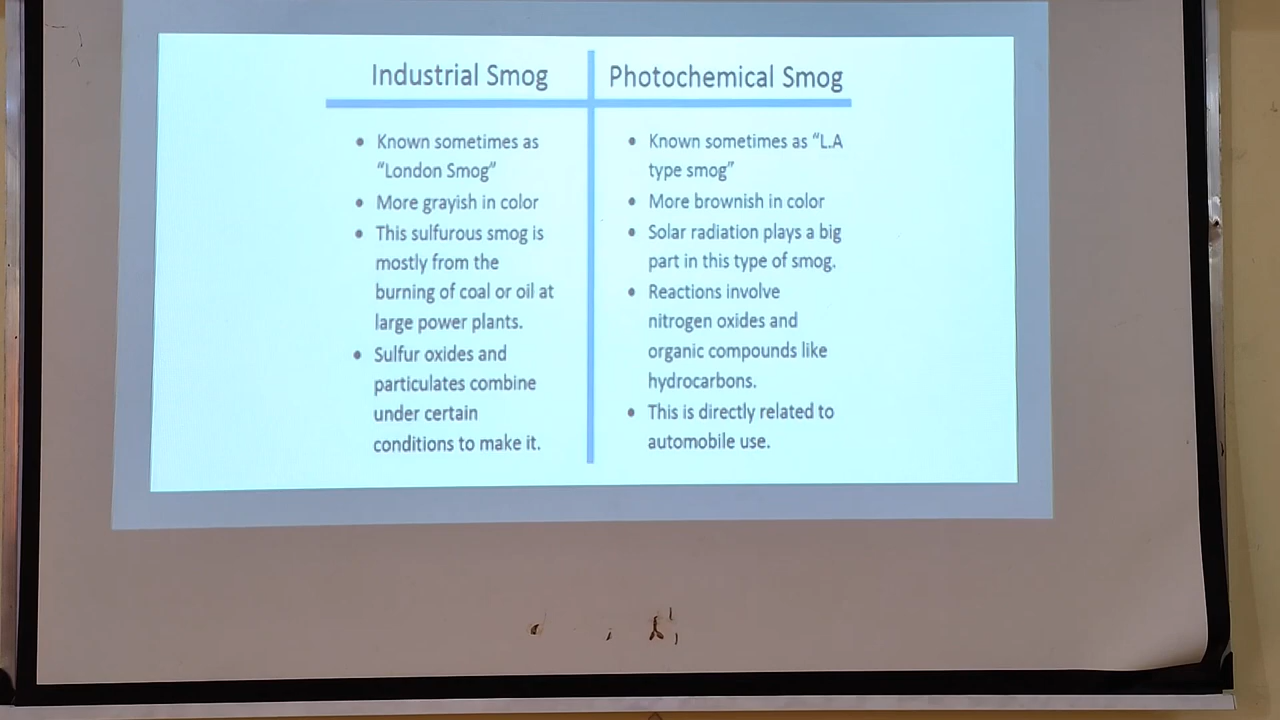 Industrial Smog
• Known sometimes as
“London Smog”
• More grayish in color
• This sulfurous smog is
mostly from the
burning of coal or oil at
large power plants.
• Sulfur oxides and
particulates combine
under certain
conditions to make it.
Photochemical Smog
• Known sometimes as “L.A
type smog”
• More brownish in color
• Solar radiation plays a big
part in this type of smog.
• Reactions involve
nitrogen oxides and
organic compounds like
hydrocarbons.
• This is directly related to
automobile use.